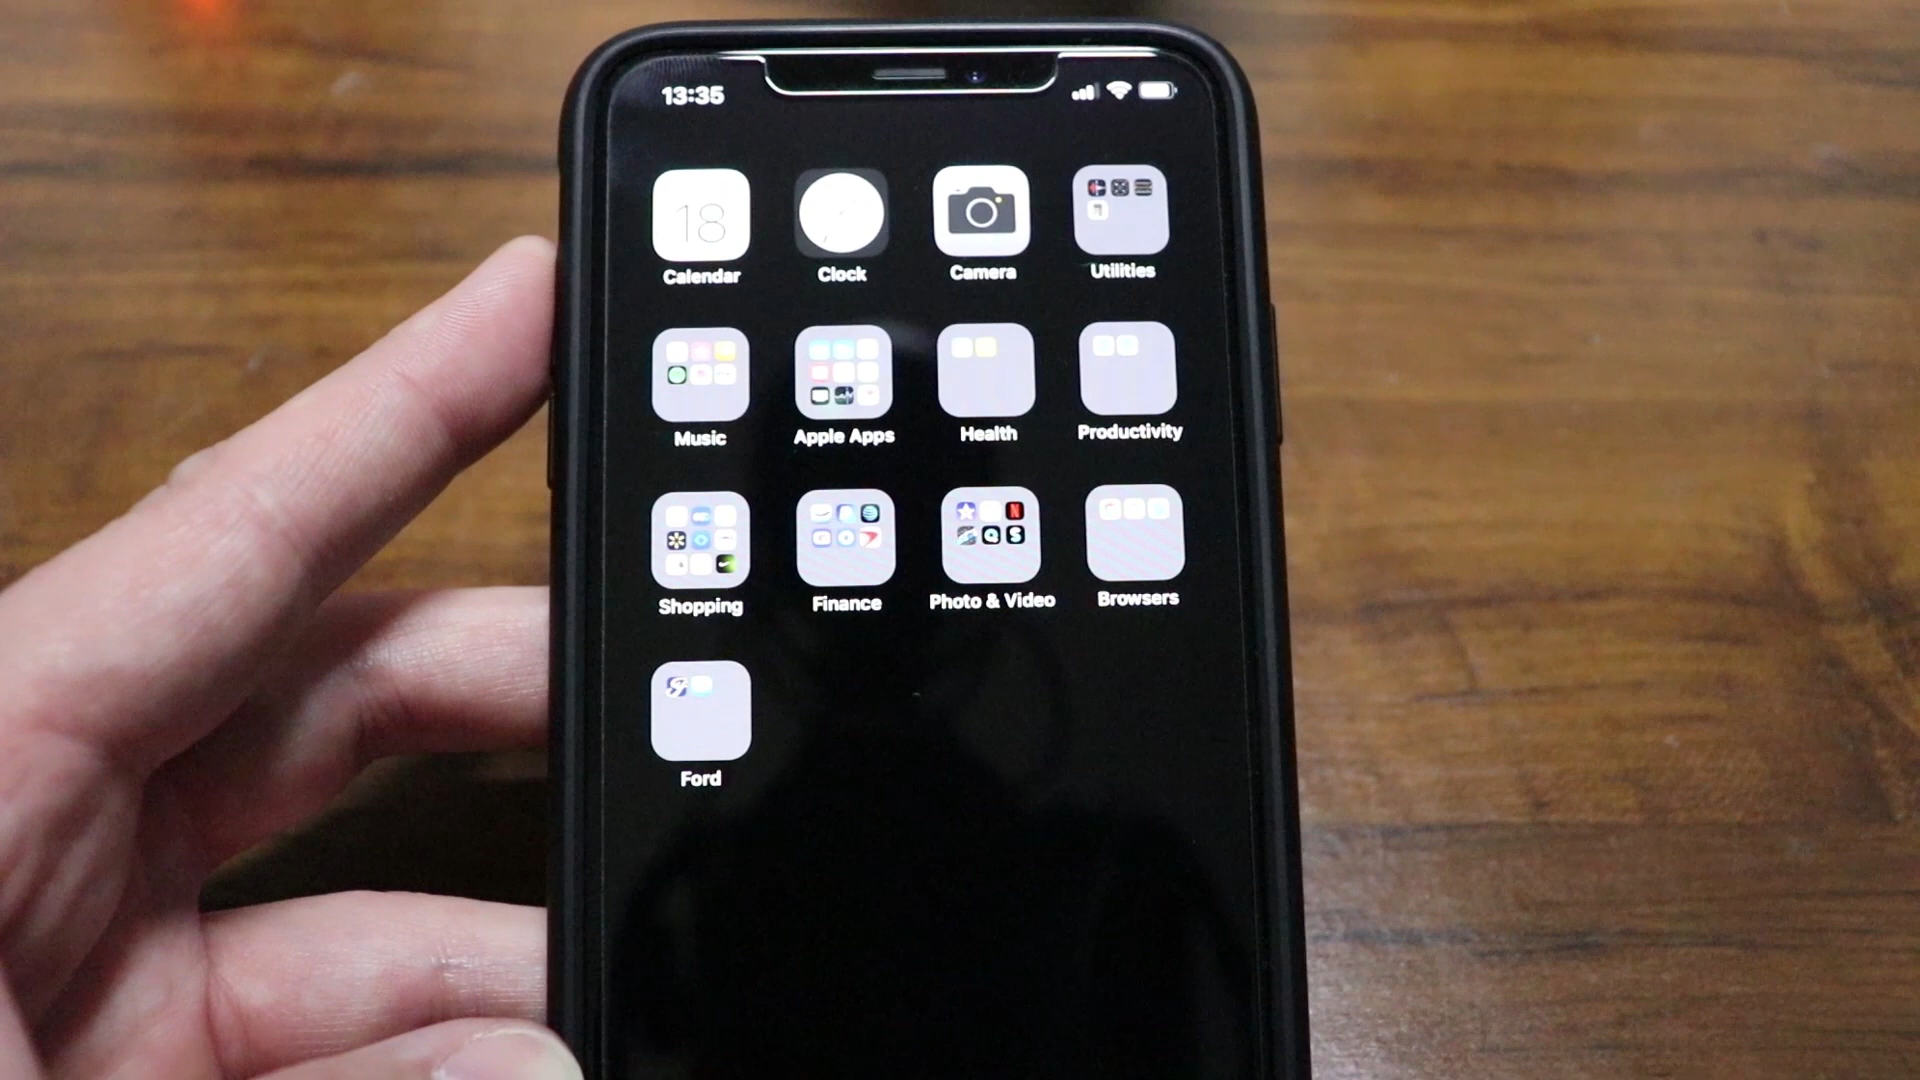 13:35
18
Calendar Clock Camera Utilities
Music Apple Apps Health Productivity
N
S
Shopping Finance Photo & Video Browsers
Ford